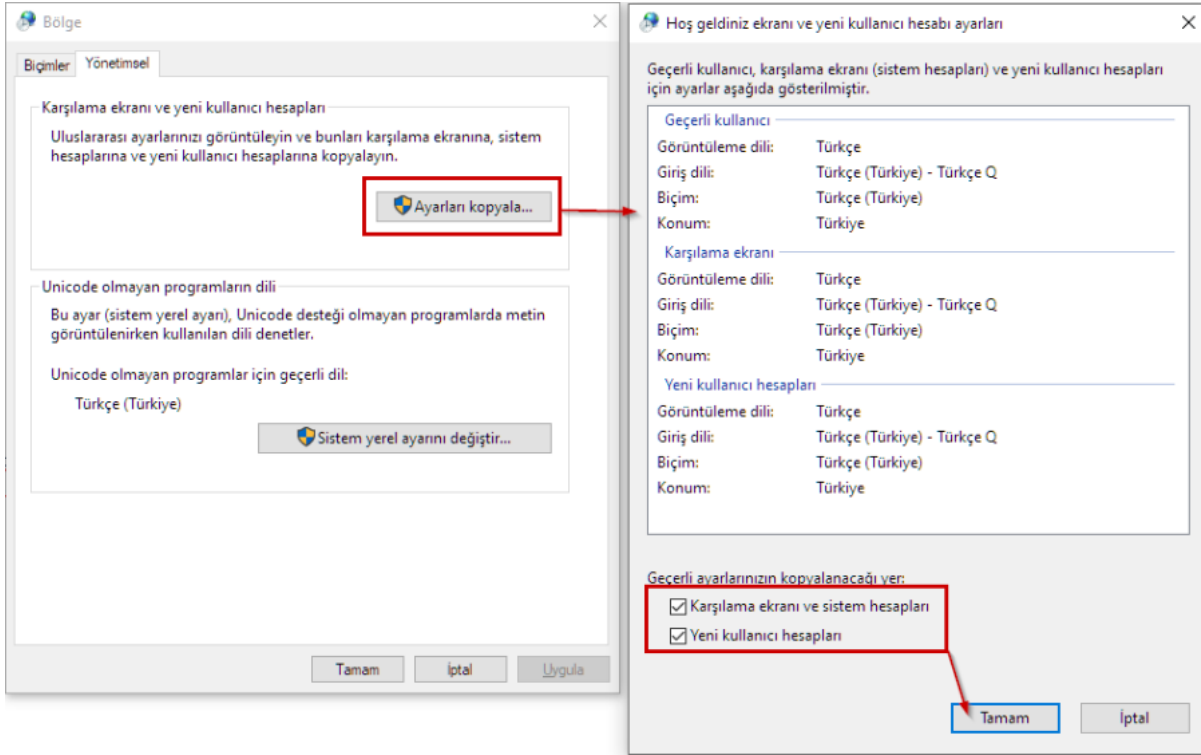 Bölge
Biçimler
Yönetimsel
Karşılama ekranı ve yeni kullanıcı hesapları
Uluslararası ayarlarınızı görüntüleyin ve bunları karşılama ekranına, sistem
hesaplarına ve yeni kullanıcı hesaplarına kopyalayın.
Ayarları kopyala...
Unicode olmayan programların dili
Bu ayar (sistem yerel ayarı), Unicode desteği olmayan programlarda metin
görüntülenirken kullanılan dili denetler.
Unicode olmayan programlar için geçerli dil:
Türkçe (Türkiye)
Sistem yerel ayarını değiştir...
Tamam
İptal
Uygula
Hoş geldiniz ekranı ve yeni kullanıcı hesabı ayarları
Geçerli kullanıcı, karşılama ekranı (sistem hesapları) ve yeni kullanıcı hesapları
için ayarlar aşağıda gösterilmiştir.
Geçerli kullanıcı
Görüntüleme dili: Türkçe
Giriş dili: Türkçe (Türkiye) - Türkçe Q
Biçim: Türkçe (Türkiye)
Konum: Türkiye
Karşılama ekranı
Görüntüleme dili: Türkçe
Giriş dili: Türkçe (Türkiye) - Türkçe Q
Biçim: Türkçe (Türkiye)
Konum: Türkiye
Yeni kullanıcı hesapları
Görüntüleme dili: Türkçe
Giriş dili: Türkçe (Türkiye) - Türkçe Q
Biçim: Türkçe (Türkiye)
Konum: Türkiye
Geçerli ayarlarınızın kopyalanacağı yer:
Karşılama ekranı ve sistem hesapları
Yeni kullanıcı hesapları
Tamam
İptal